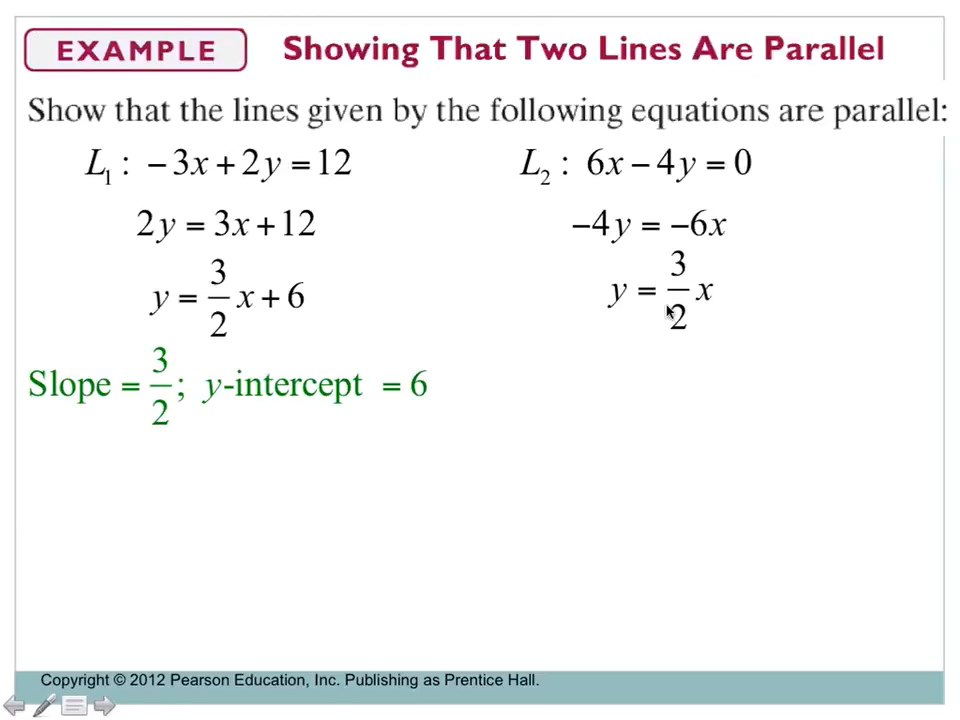 EXAMPLE Showing That Two Lines Are Parallel
Show that the lines given by the following equations are parallel:
L₁ : −3x + 2y = 12
2y = 3x + 12
y = 3/2 x + 6
Slope = 3/2 ; y-intercept = 6
L₂ : 6x − 4y = 0
−4y = −6x
y = 3/2 x
Copyright © 2012 Pearson Education, Inc. Publishing as Prentice Hall.